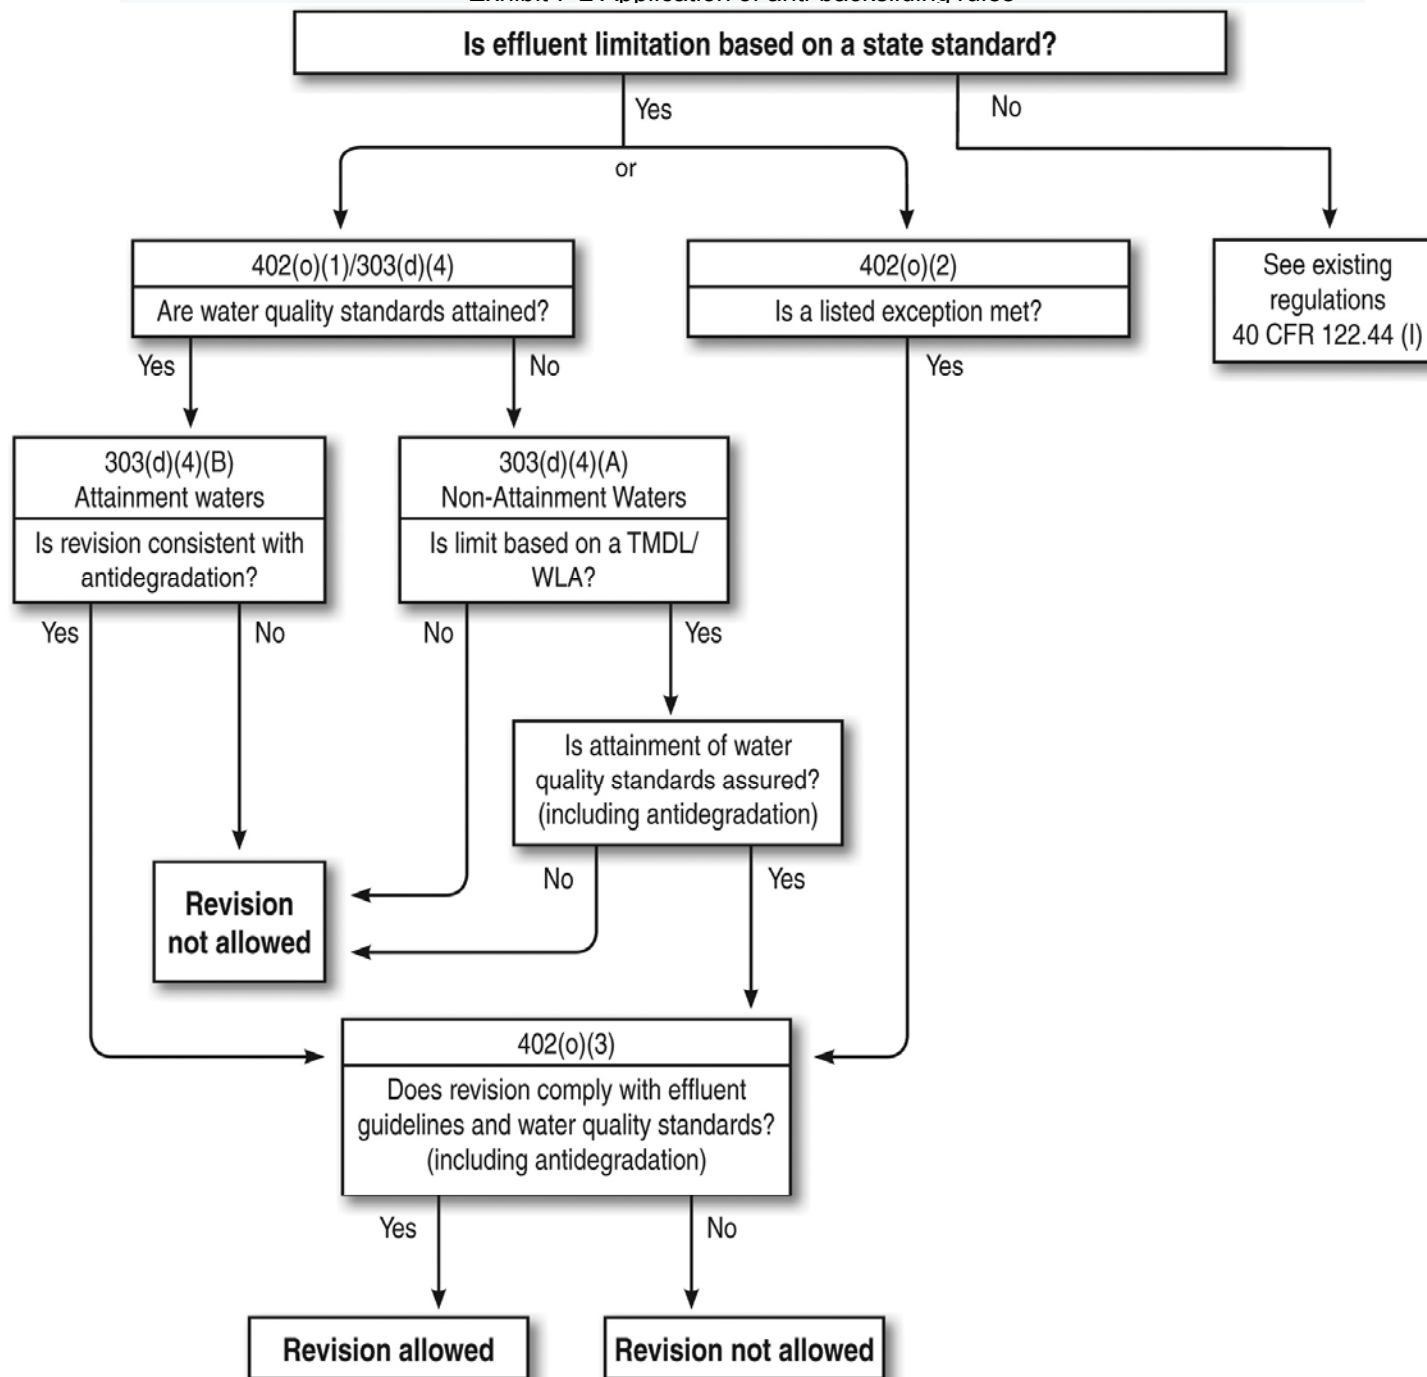 Is effluent limitation based on a state standard?
Yes
No
or
402(o)(1)/303(d)(4)
Are water quality standards attained?
402(o)(2)
Is a listed exception met?
See existing
regulations
40 CFR 122.44 (l)
Yes
No
Yes
303(d)(4)(B)
Attainment waters
Is revision consistent with
antidegradation?
303(d)(4)(A)
Non-Attainment Waters
Is limit based on a TMDL/
WLA?
Yes
No
No
Yes
Is attainment of water
quality standards assured?
(including antidegradation)
No
Yes
Revision
not allowed
402(o)(3)
Does revision comply with effluent
guidelines and water quality standards?
(including antidegradation)
Yes
No
Revision allowed
Revision not allowed